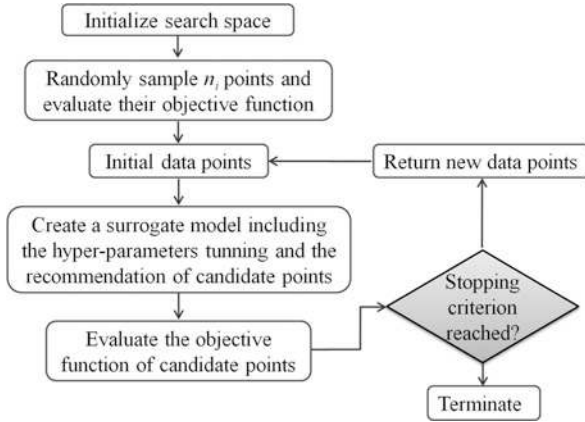 Initialize search space
Randomly sample nᵢ points and
evaluate their objective function
Initial data points
Return new data points
Create a surrogate model including
the hyper-parameters tunning and the
recommendation of candidate points
Stopping
criterion
reached?
Evaluate the objective
function of candidate points
Terminate